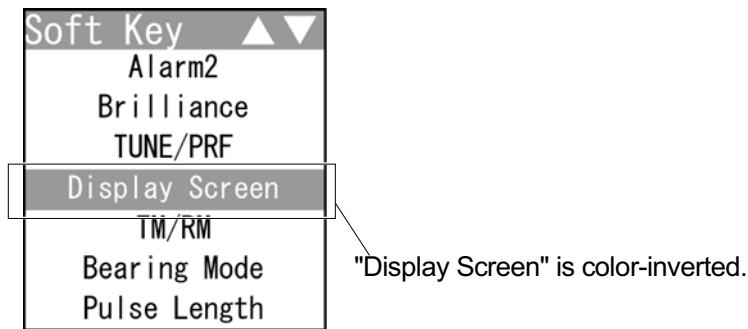 Soft Key ▲▼
Alarm2
Brilliance
TUNE/PRF
Display Screen
TM/RM
Bearing Mode
"Display Screen" is color-inverted.
Pulse Length